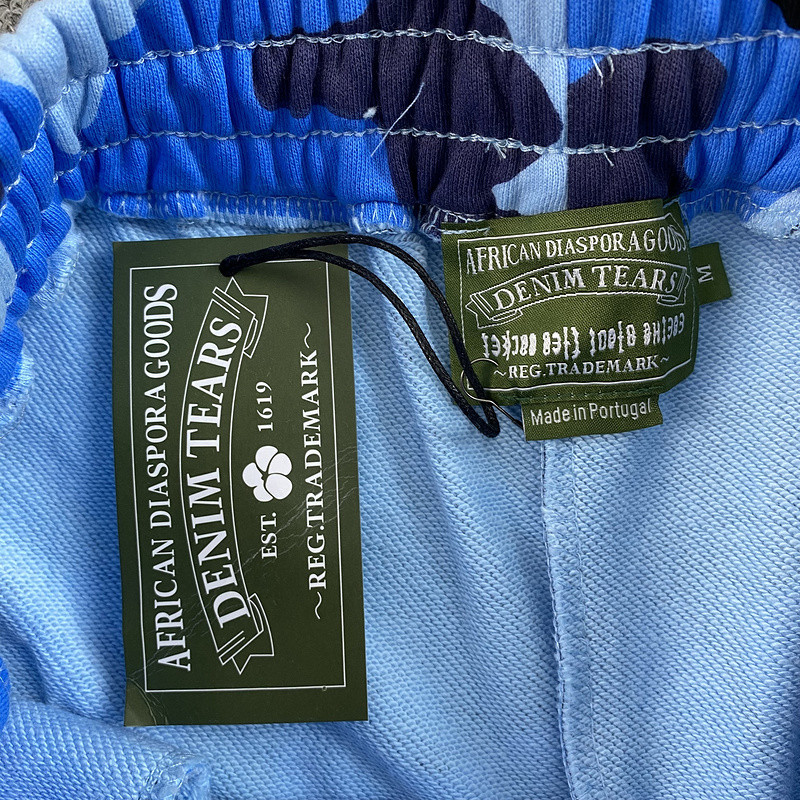 AFRICAN DIASPORA GOODS
DENIM TEARS
EST. 1619
~REG.TRADEMARK~
AFRICAN DIASPORA GOODS
DENIM TEARS
~REG.TRADEMARK~
Made in Portugal
M